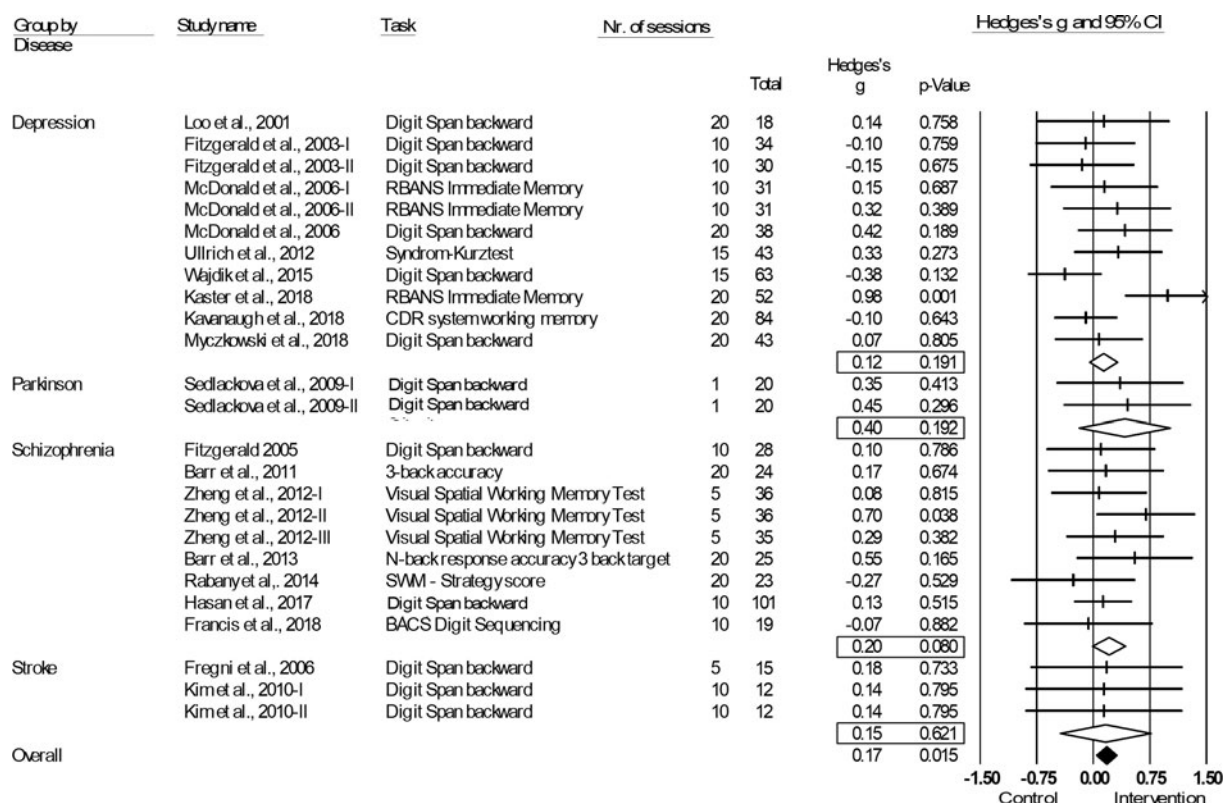 Group by Study name Task Nr. of sessions Hedges's g and 95% CI
Disease
Total Hedges's g p-Value
Depression Loo et al., 2001 Digit Span backward 20 18 0.14 0.758
Fitzgerald et al., 2003-I Digit Span backward 10 34 -0.10 0.759
Fitzgerald et al., 2003-II Digit Span backward 10 30 -0.15 0.675
McDonald et al., 2006-I RBANS Immediate Memory 10 31 0.15 0.687
McDonald et al., 2006-II RBANS Immediate Memory 10 31 0.32 0.389
McDonald et al., 2006 Digit Span backward 20 38 0.42 0.189
Ullrich et al., 2012 Syndrom-Kurztest 15 43 0.33 0.273
Wajdik et al., 2015 Digit Span backward 15 63 -0.38 0.132
Kaster et al., 2018 RBANS Immediate Memory 20 52 0.98 0.001
Kavanaugh et al., 2018 CDR system working memory 20 84 -0.10 0.643
Myczkowski et al., 2018 Digit Span backward 20 43 0.07 0.805
0.12 0.191
Parkinson Sedlackova et al., 2009-I Digit Span backward 1 20 0.35 0.413
Sedlackova et al., 2009-II Digit Span backward 1 20 0.45 0.296
0.40 0.192
Schizophrenia Fitzgerald 2005 Digit Span backward 10 28 0.10 0.786
Barr et al., 2011 3-back accuracy 20 24 0.17 0.674
Zheng et al., 2012-I Visual Spatial Working Memory Test 5 36 0.08 0.815
Zheng et al., 2012-II Visual Spatial Working Memory Test 5 36 0.70 0.038
Zheng et al., 2012-III Visual Spatial Working Memory Test 5 35 0.29 0.382
Barr et al., 2013 N-back response accuracy 3 back target 20 25 0.55 0.165
Rabany et al,. 2014 SWM - Strategy score 20 23 -0.27 0.529
Hasan et al., 2017 Digit Span backward 10 101 0.13 0.515
Francis et al., 2018 BACS Digit Sequencing 10 19 -0.07 0.882
0.20 0.080
Stroke Fregni et al., 2006 Digit Span backward 5 15 0.18 0.733
Kim et al., 2010-I Digit Span backward 10 12 0.14 0.795
Kim et al., 2010-II Digit Span backward 10 12 0.14 0.795
0.15 0.621
Overall 0.17 0.015
-1.50 -0.75 0.00 0.75 1.50
Control Intervention